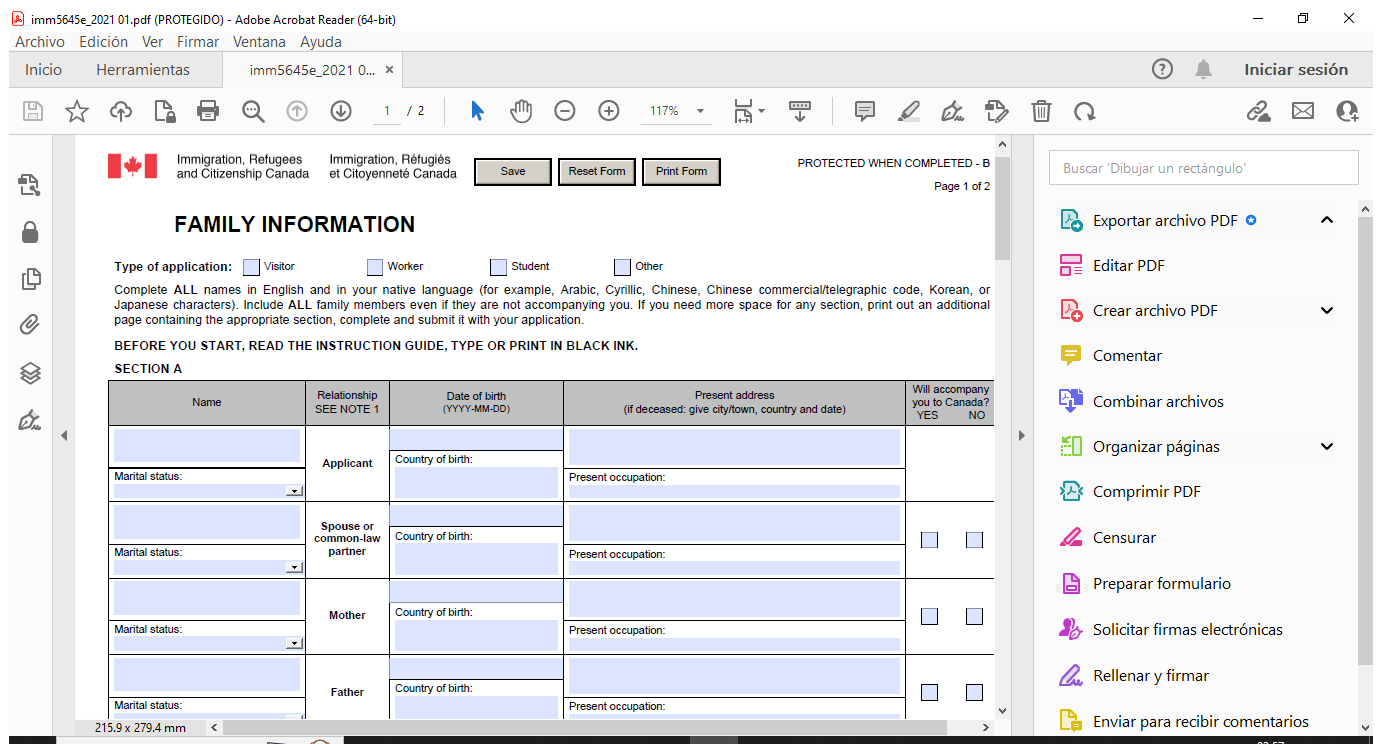 imm5645e_2021 01.pdf (PROTEGIDO) - Adobe Acrobat Reader (64-bit)
Archivo Edición Ver Firmar Ventana Ayuda
Inicio Herramientas imm5645e_2021 0... × Iniciar sesión
1 / 2 117%
Immigration, Refugees and Citizenship Canada
Immigration, Réfugiés et Citoyenneté Canada
Save Reset Form Print Form
PROTECTED WHEN COMPLETED - B
Page 1 of 2
FAMILY INFORMATION
Type of application: Visitor Worker Student Other
Complete ALL names in English and in your native language (for example, Arabic, Cyrillic, Chinese, Chinese commercial/telegraphic code, Korean, or
Japanese characters). Include ALL family members even if they are not accompanying you. If you need more space for any section, print out an additional
page containing the appropriate section, complete and submit it with your application.
BEFORE YOU START, READ THE INSTRUCTION GUIDE, TYPE OR PRINT IN BLACK INK.
SECTION A
Name
Relationship
SEE NOTE 1
Date of birth
(YYYY-MM-DD)
Present address
(if deceased: give city/town, country and date)
Will accompany
you to Canada?
YES NO
Applicant
Country of birth:
Marital status:
Present occupation:
Spouse or
common-law
partner
Country of birth:
Marital status:
Present occupation:
Mother
Country of birth:
Marital status:
Present occupation:
Father
Country of birth:
Marital status:
Present occupation:
215.9 x 279.4 mm
Buscar 'Dibujar un rectángulo'
Exportar archivo PDF
Editar PDF
Crear archivo PDF
Comentar
Combinar archivos
Organizar páginas
Comprimir PDF
Censurar
Preparar formulario
Solicitar firmas electrónicas
Rellenar y firmar
Enviar para recibir comentarios